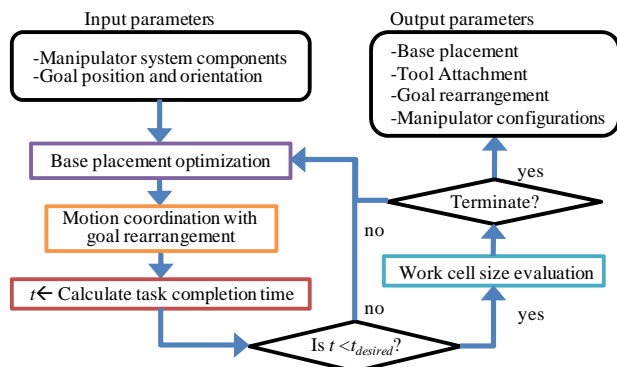 Input parameters
-Manipulator system components
-Goal position and orientation
Base placement optimization
Motion coordination with
goal rearrangement
t← Calculate task completion time
Is t <t_desired?
no
yes
Work cell size evaluation
Terminate?
no
yes
Output parameters
-Base placement
-Tool Attachment
-Goal rearrangement
-Manipulator configurations